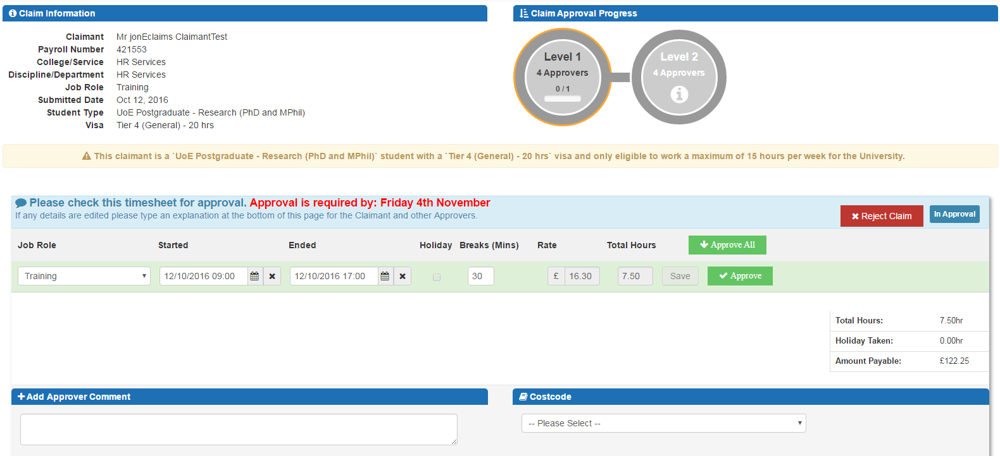 Claim Information
Claimant Mr jonEclaims ClaimantTest
Payroll Number 421553
College/Service HR Services
Discipline/Department HR Services
Job Role Training
Submitted Date Oct 12, 2016
Student Type UoE Postgraduate - Research (PhD and MPhil)
Visa Tier 4 (General) - 20 hrs
Claim Approval Progress
Level 1
4 Approvers
0 / 1
Level 2
4 Approvers
This claimant is a `UoE Postgraduate - Research (PhD and MPhil)` student with a `Tier 4 (General) - 20 hrs` visa and only eligible to work a maximum of 15 hours per week for the University.
Please check this timesheet for approval. Approval is required by: Friday 4th November
If any details are edited please type an explanation at the bottom of this page for the Claimant and other Approvers.
Reject Claim In Approval
Job Role Started Ended Holiday Breaks (Mins) Rate Total Hours Approve All
Training 12/10/2016 09:00 12/10/2016 17:00 30 £ 16.30 7.50 Save Approve
Total Hours: 7.50hr
Holiday Taken: 0.00hr
Amount Payable: £122.25
Add Approver Comment
Costcode
-- Please Select --